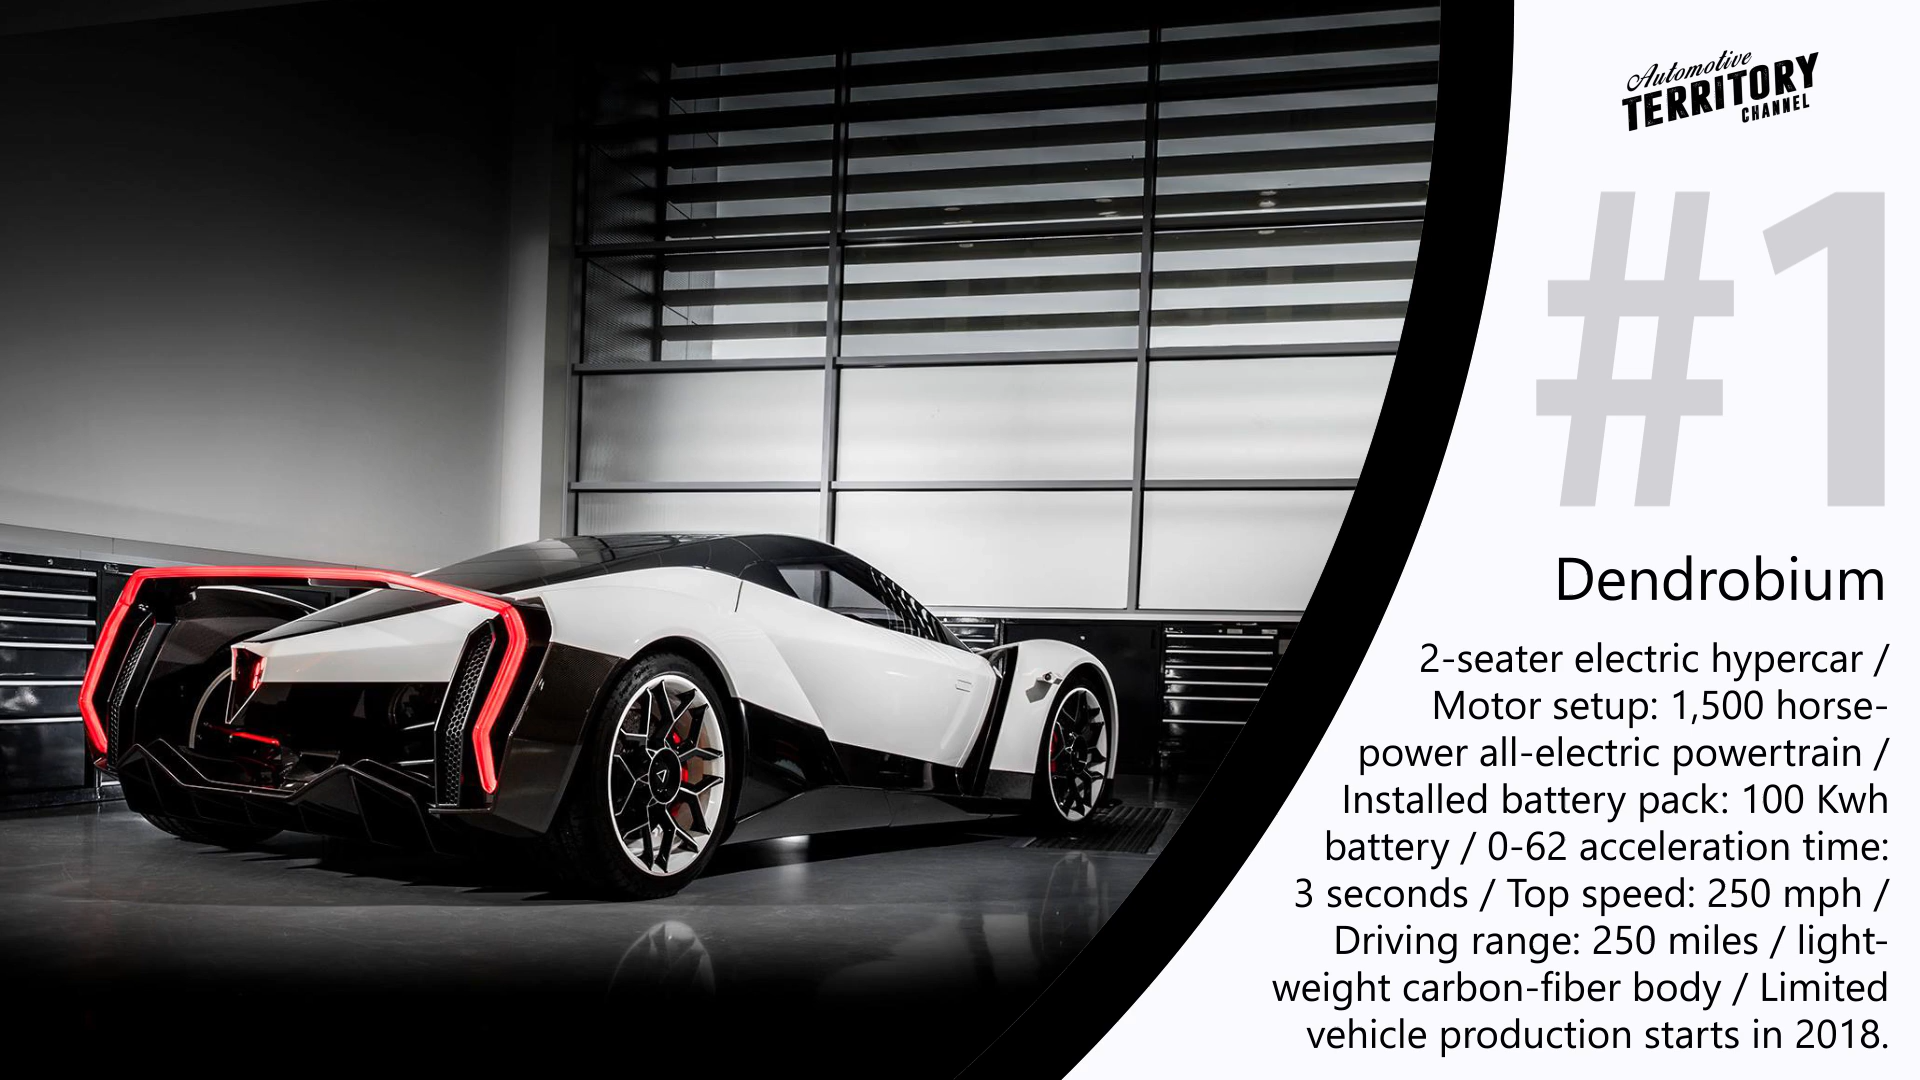 Automotive
TERRITORY
CHANNEL
#1
Dendrobium
2-seater electric hypercar /
Motor setup: 1,500 horse-
power all-electric powertrain /
Installed battery pack: 100 Kwh
battery / 0-62 acceleration time:
3 seconds / Top speed: 250 mph /
Driving range: 250 miles / light-
weight carbon-fiber body / Limited
vehicle production starts in 2018.